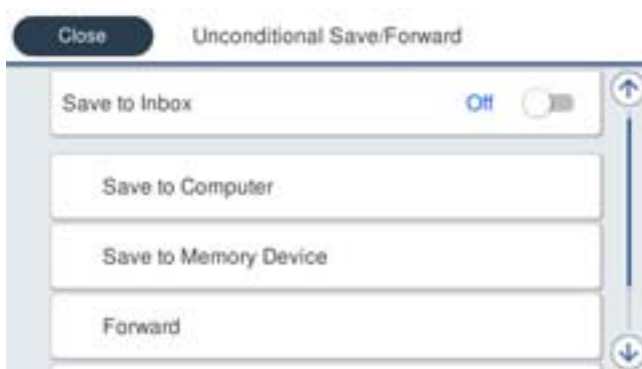 Close Unconditional Save/Forward
Save to Inbox Off
Save to Computer
Save to Memory Device
Forward